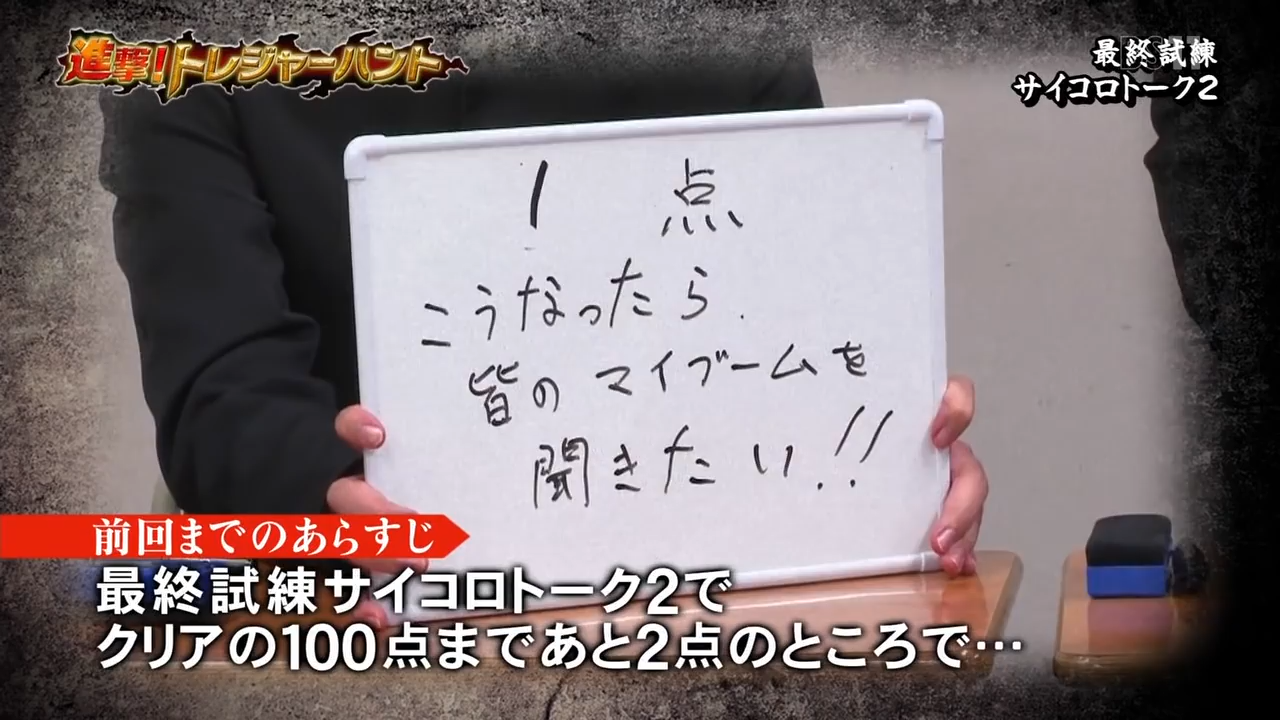 進撃!トレジャーハント
最終試練
サイコロトーク2
1 点
こうなったら.
皆のマイブームを
聞きたい!!
前回までのあらすじ
最終試練サイコロトーク2で
クリアの100点まであと2点のところで…